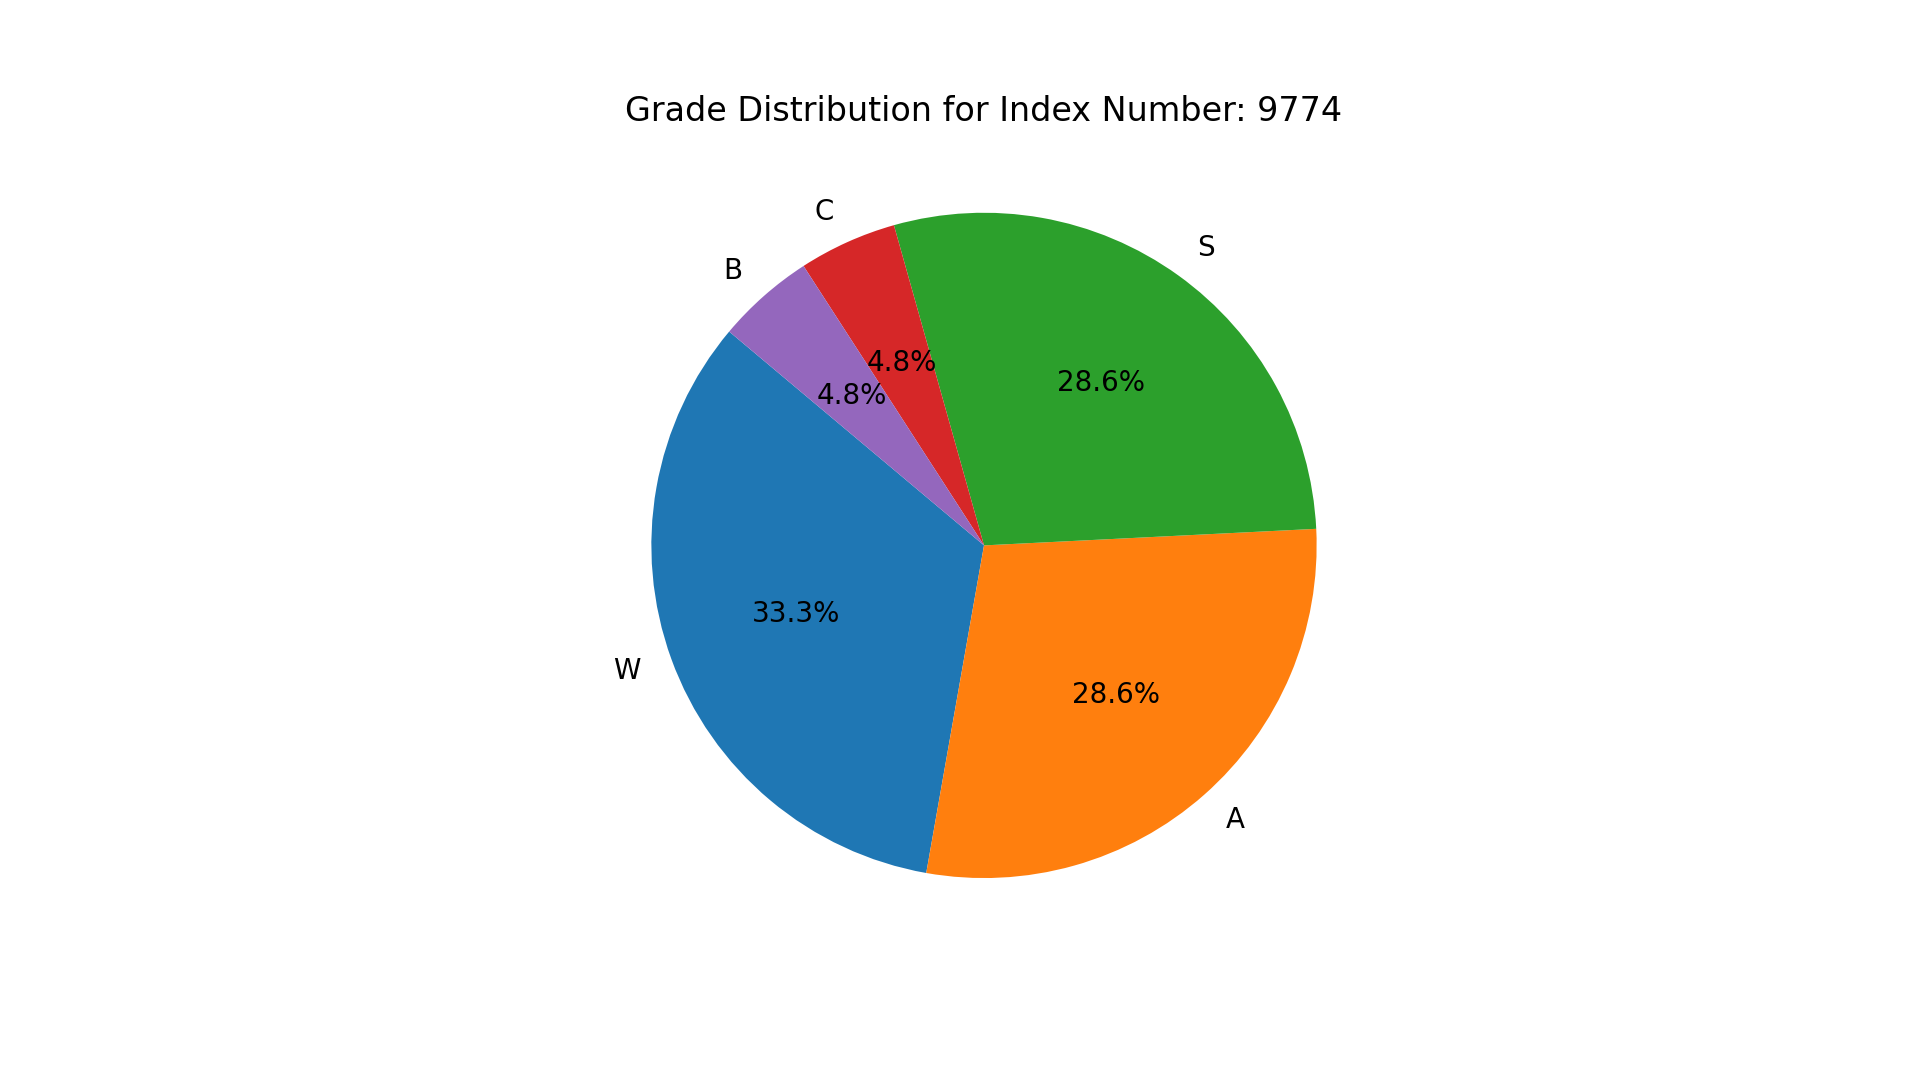 Grade Distribution for Index Number: 9774
C
S
B
4.8%
28.6%
4.8%
33.3%
W
28.6%
A